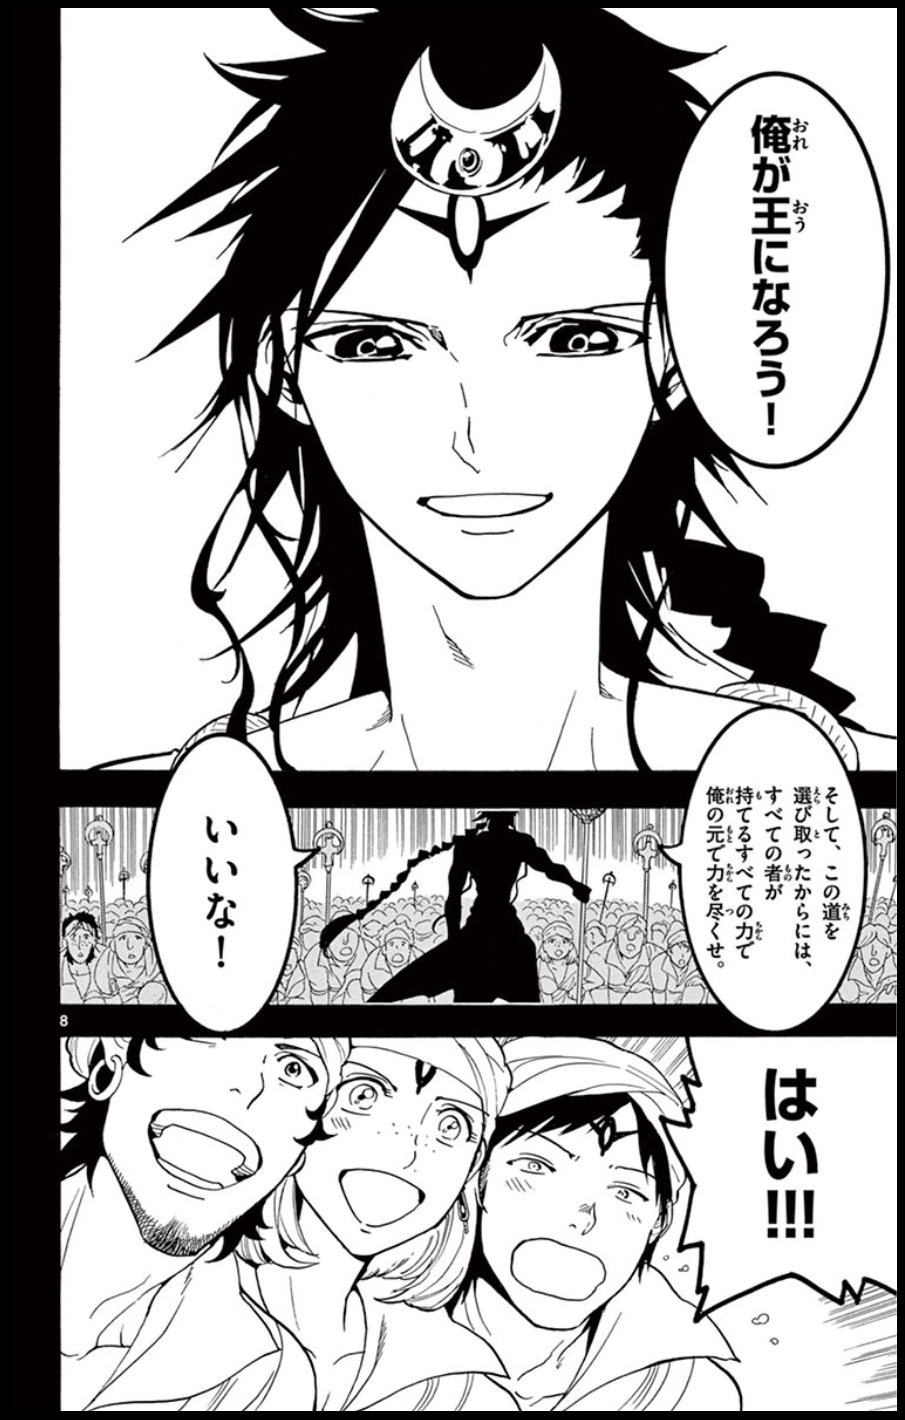 俺が王になろう！
そして、この道を
選び取ったからには、
すべての者が
持てるすべての力で
俺の元で力を尽くせ。
いいな！
8
はい!!!